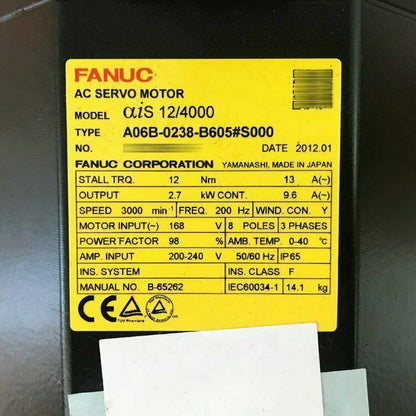 FANUC
AC SERVO MOTOR
MODEL αiS 12/4000
TYPE A06B-0238-B605#S000
NO. DATE 2012.01
FANUC CORPORATION YAMANASHI, MADE IN JAPAN
STALL TRQ. 12 Nm 13 A(~)
OUTPUT 2.7 kW CONT. 9.6 A(~)
SPEED 3000 min⁻¹ FREQ. 200 Hz WIND. CON. Y
MOTOR INPUT(~) 168 V 8 POLES 3 PHASES
POWER FACTOR 98 % AMB. TEMP. 0-40 °C
AMP. INPUT 200-240 V 50/60 Hz IP65
INS. SYSTEM INS. CLASS F
MANUAL NO. B-65262 IEC60034-1 14.1 kg
CE TÜV